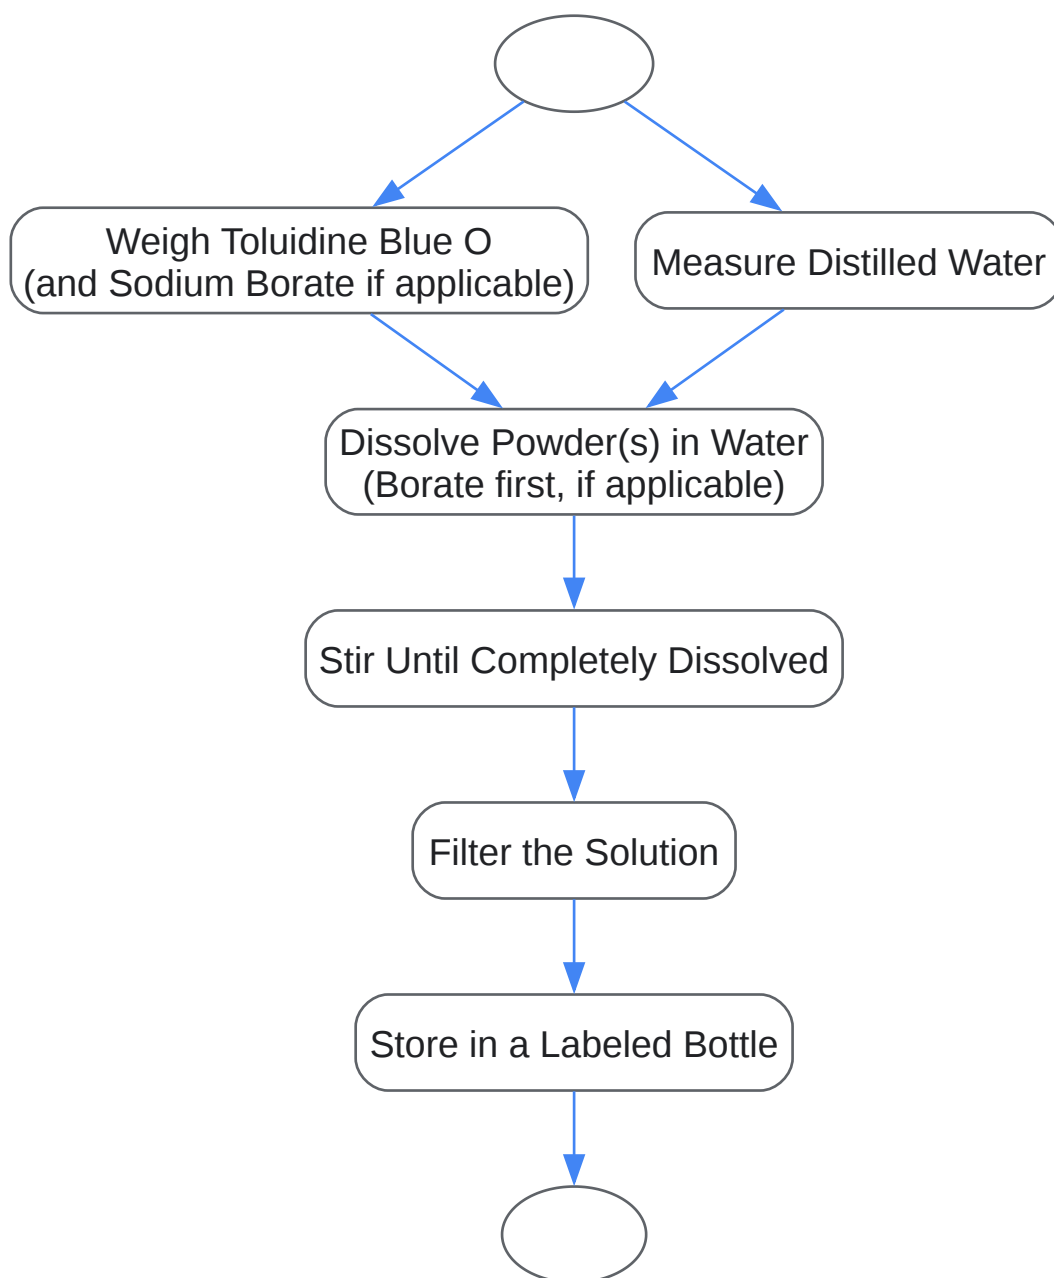 Weigh Toluidine Blue O
(and Sodium Borate if applicable)
Measure Distilled Water
Dissolve Powder(s) in Water
(Borate first, if applicable)
Stir Until Completely Dissolved
Filter the Solution
Store in a Labeled Bottle